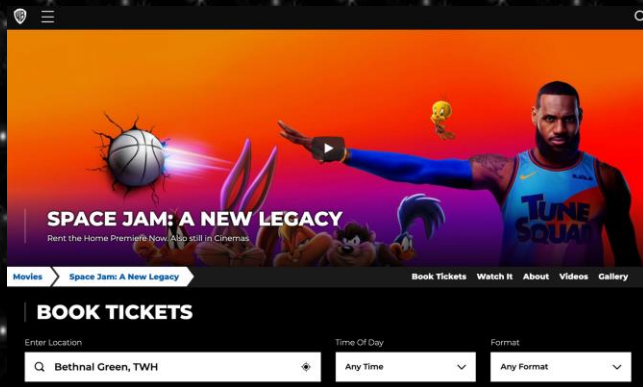 SPACE JAM: A NEW LEGACY
Rent the Home Premiere Now. Also still in Cinemas
TUNE
SQUAD
Movies Space Jam: A New Legacy Book Tickets Watch It About Videos Gallery
BOOK TICKETS
Enter Location Time Of Day Format
Bethnal Green, TWH Any Time Any Format